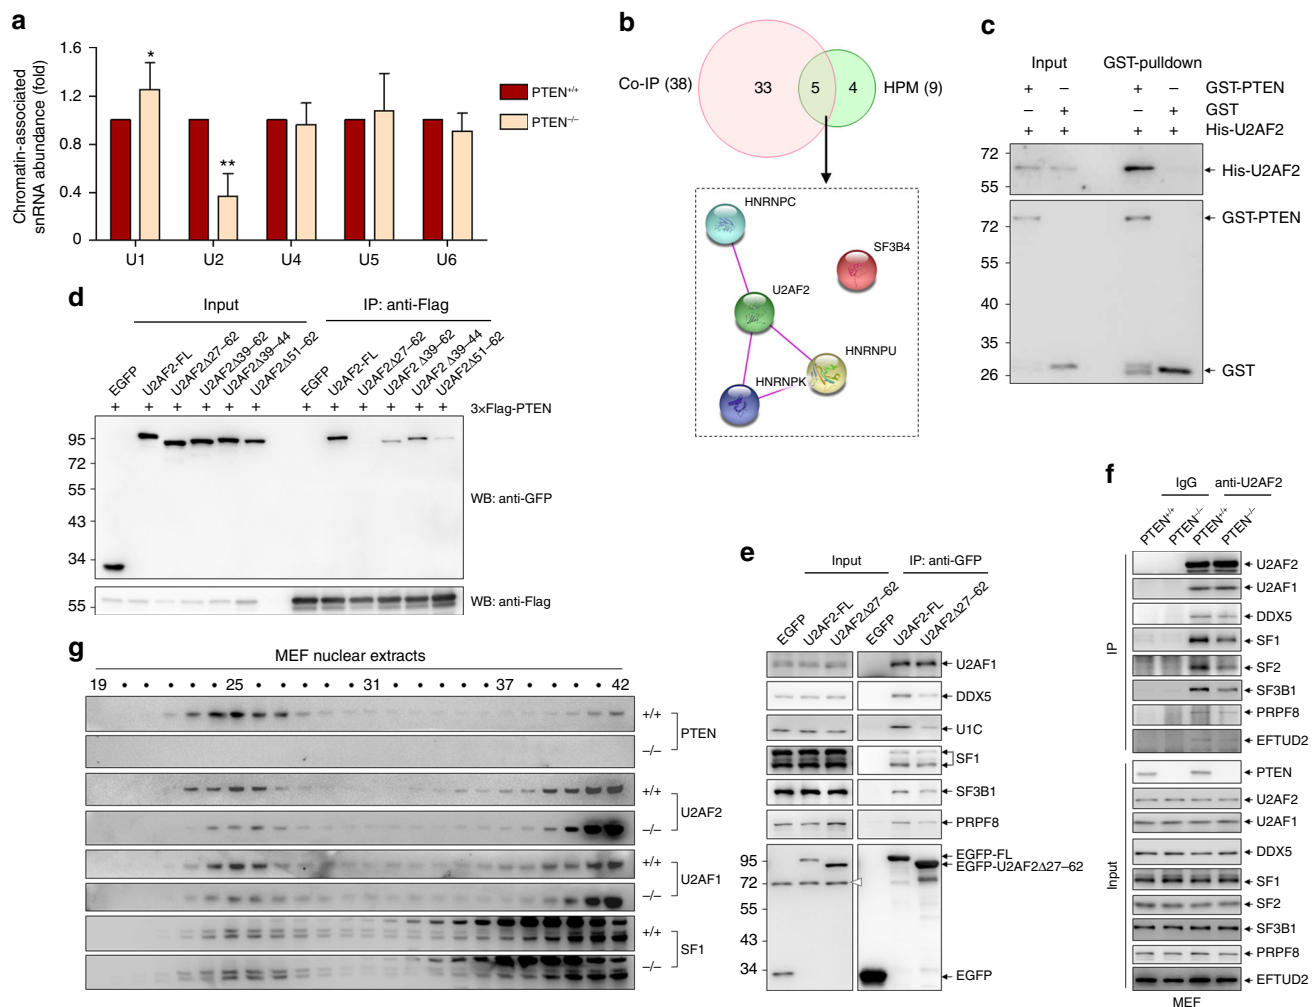 a
Chromatin-associated
snRNA abundance (fold)
1.6
1.2
0.8
0.4
0
*
**
U1 U2 U4 U5 U6
PTEN+/+
PTEN−/−
b
Co-IP (38)
33
5
4
HPM (9)
HNRNPC
SF3B4
U2AF2
HNRNPU
HNRNPK
c
Input GST-pulldown
+ − + − GST-PTEN
− + − + GST
+ + + + His-U2AF2
72
55
His-U2AF2
72
55
40
35
26
GST-PTEN
GST
d
Input IP: anti-Flag
EGFP U2AF2-FL U2AF2Δ27–62 U2AF2Δ39–62 U2AF2Δ39–44 U2AF2Δ51–62 EGFP U2AF2-FL U2AF2Δ27–62 U2AF2 Δ39–62 U2AF2 Δ39–44 U2AF2Δ51–62
+ + + + + + + + + + + + 3×Flag-PTEN
95
72
55
43
34
WB: anti-GFP
55
WB: anti-Flag
e
Input IP: anti-GFP
EGFP U2AF2-FL U2AF2Δ27–62 EGFP U2AF2-FL U2AF2Δ27–62
U2AF1
DDX5
U1C
SF1
SF3B1
PRPF8
95
72
55
43
34
EGFP-FL
EGFP-U2AF2Δ27–62
EGFP
f
IgG anti-U2AF2
PTEN+/+ PTEN−/− PTEN+/+ PTEN−/−
IP
U2AF2
U2AF1
DDX5
SF1
SF2
SF3B1
PRPF8
EFTUD2
Input
PTEN
U2AF2
U2AF1
DDX5
SF1
SF2
SF3B1
PRPF8
EFTUD2
MEF
g
MEF nuclear extracts
19 • • • • 25 • • • • 31 • • • • 37 • • • 42
+/+
−/−
PTEN
+/+
−/−
U2AF2
+/+
−/−
U2AF1
+/+
−/−
SF1